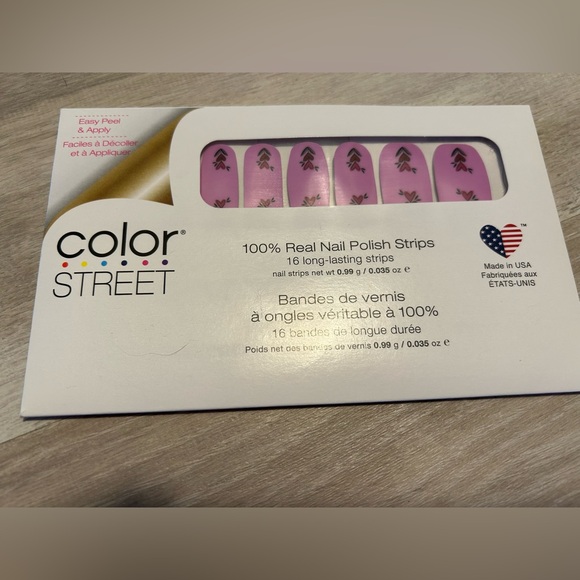 Easy Peel
& Apply
Faciles à Décoller
et à Appliquer
color®
STREET
100% Real Nail Polish Strips
16 long-lasting strips
nail strips net wt 0.99 g / 0.035 oz ℮
Bandes de vernis
à ongles véritable à 100%
16 bandes de longue durée
Poids net des bandes de vernis 0.99 g / 0.035 oz ℮
™
Made in USA
Fabriquées aux
ÉTATS-UNIS